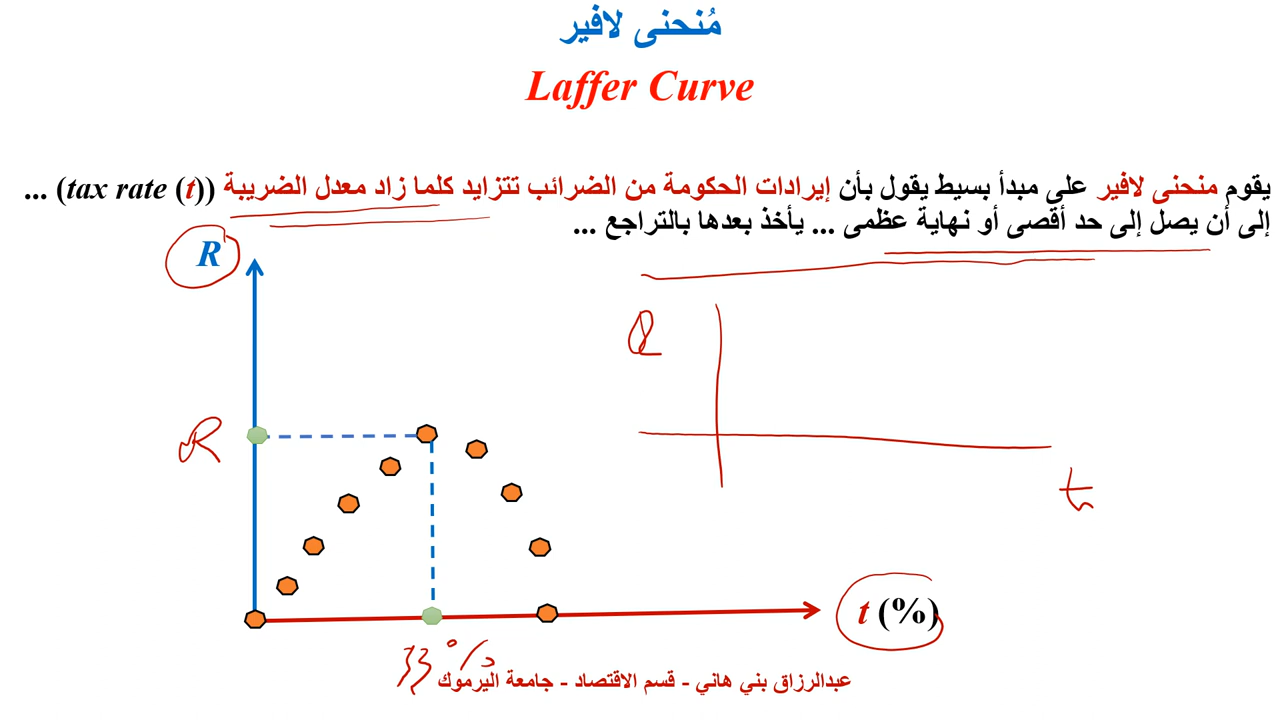 مُنحنى لافير
Laffer Curve
يقوم منحنى لافير على مبدأ بسيط يقول بأن إيرادات الحكومة من الضرائب تتزايد كلما زاد معدل الضريبة (tax rate (t)) ...
إلى أن يصل إلى حد أقصى أو نهاية عظمى ... يأخذ بعدها بالتراجع ...
R
R
t
t (%)
33%
عبدالرزاق بني هاني - قسم الاقتصاد - جامعة اليرموك